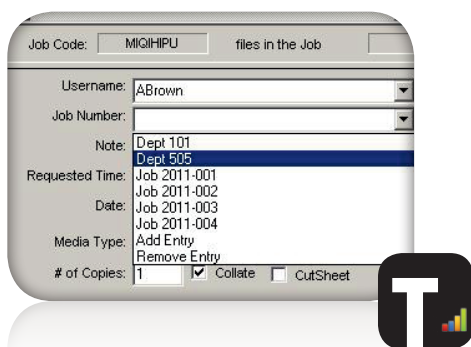 Job Code: MIQIHIPU files in the Job
Username: ABrown
Job Number:
Note: Dept 101
Dept 505
Requested Time: Job 2011-001
Job 2011-002
Date: Job 2011-003
Job 2011-004
Media Type: Add Entry
Remove Entry
# of Copies: 1 Collate CutSheet
T